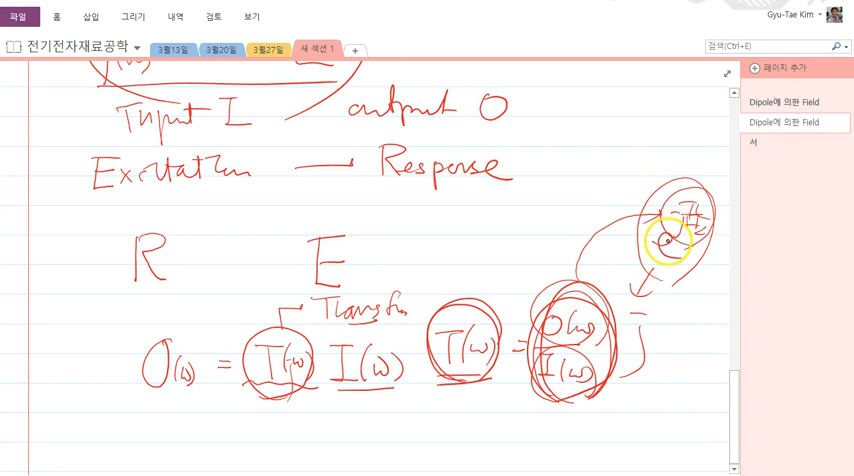 파일 홈 삽입 그리기 내역 검토 보기
Gyu-Tae Kim
전기전자재료공학 3월13일 3월20일 3월27일 새 섹션 1
검색(Ctrl+E)
페이지 추가
Dipole에 의한 Field
Dipole에 의한 Field
서
Input I output O
Excitation — Response
R E
O(ω) = T(ω) I(ω) T(ω) = O(ω)
I(ω)